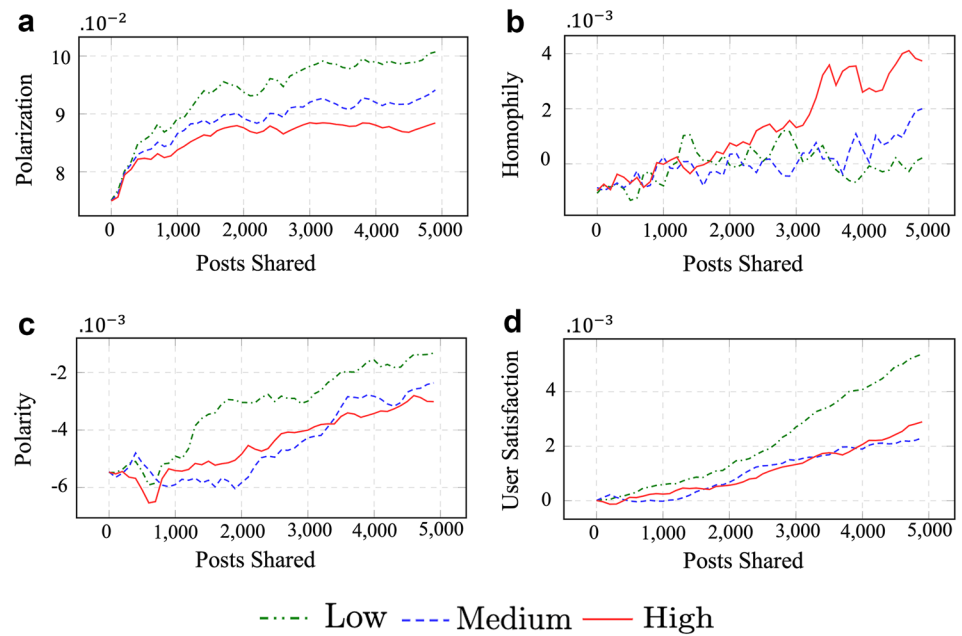 a
.10⁻²
10
9
8
Polarization
0 1,000 2,000 3,000 4,000 5,000
Posts Shared
b
.10⁻³
4
2
0
Homophily
0 1,000 2,000 3,000 4,000 5,000
Posts Shared
c
.10⁻³
-2
-4
-6
Polarity
0 1,000 2,000 3,000 4,000 5,000
Posts Shared
d
.10⁻³
4
2
0
User Satisfaction
0 1,000 2,000 3,000 4,000 5,000
Posts Shared
Low Medium High